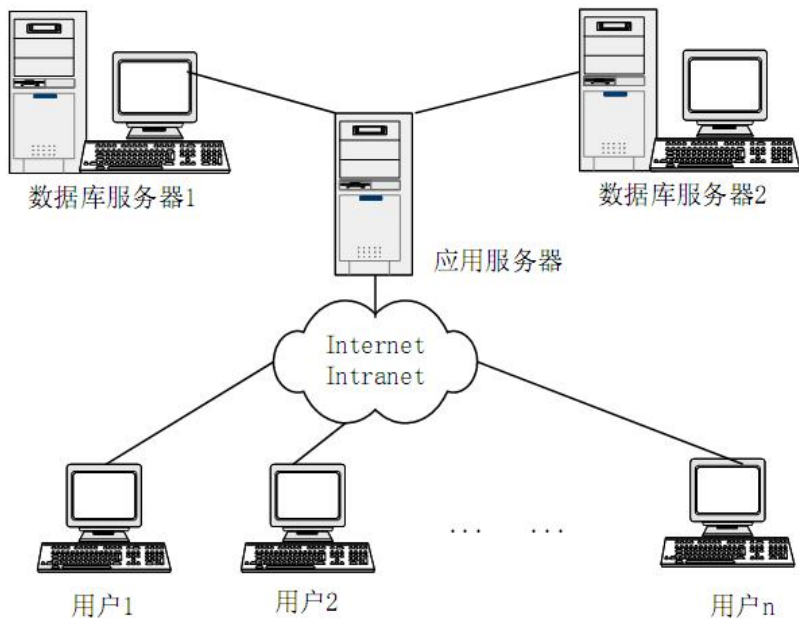 数据库服务器1
数据库服务器2
应用服务器
Internet
Intranet
... ...
用户1
用户2
用户n